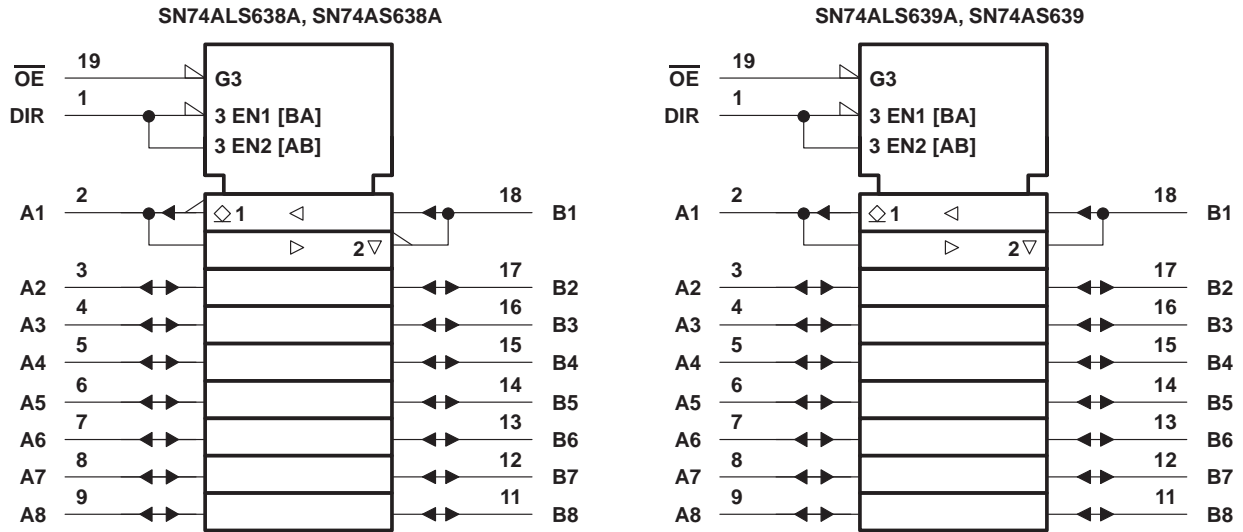 SN74ALS638A, SN74AS638A
OE 19 G3
DIR 1 3 EN1 [BA]
3 EN2 [AB]
A1 2 1 18 B1
2
A2 3 17 B2
A3 4 16 B3
A4 5 15 B4
A5 6 14 B5
A6 7 13 B6
A7 8 12 B7
A8 9 11 B8
SN74ALS639A, SN74AS639
OE 19 G3
DIR 1 3 EN1 [BA]
3 EN2 [AB]
A1 2 1 18 B1
2
A2 3 17 B2
A3 4 16 B3
A4 5 15 B4
A5 6 14 B5
A6 7 13 B6
A7 8 12 B7
A8 9 11 B8